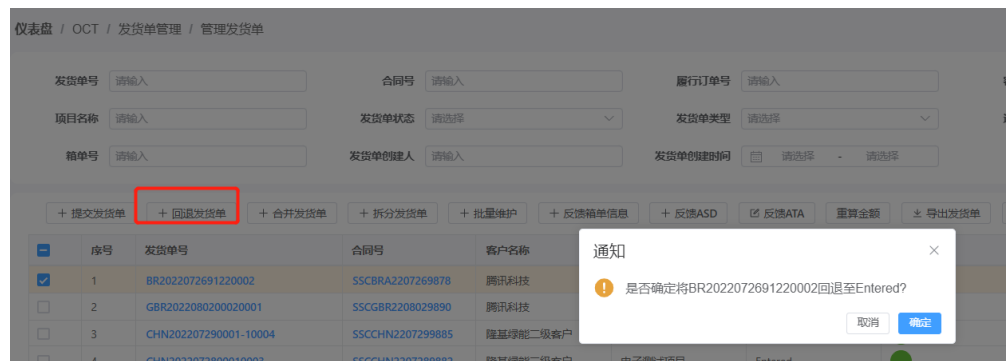 仪表盘 / OCT / 发货单管理 / 管理发货单
发货单号 请输入 合同号 请输入 履行订单号 请输入
项目名称 请输入 发货单状态 请选择 发货单类型 请选择
箱单号 请输入 发货单创建人 请输入 发货单创建时间 请选择 - 请选择
+ 提交发货单 + 回退发货单 + 合并发货单 + 拆分发货单 + 批量维护 + 反馈箱单信息 + 反馈ASD 反馈ATA 重算金额 导出发货单
序号 发货单号 合同号 客户名称
通知
1 BR2022072691220002 SSCBRA2207269878 腾讯科技
是否确定将BR2022072691220002回退至Entered?
2 GBR2022080200020001 SSCGBR2208029890 腾讯科技
取消 确定
3 CHN202207290001-10004 SSCCHN2207299885 隆基绿能二级客户
4